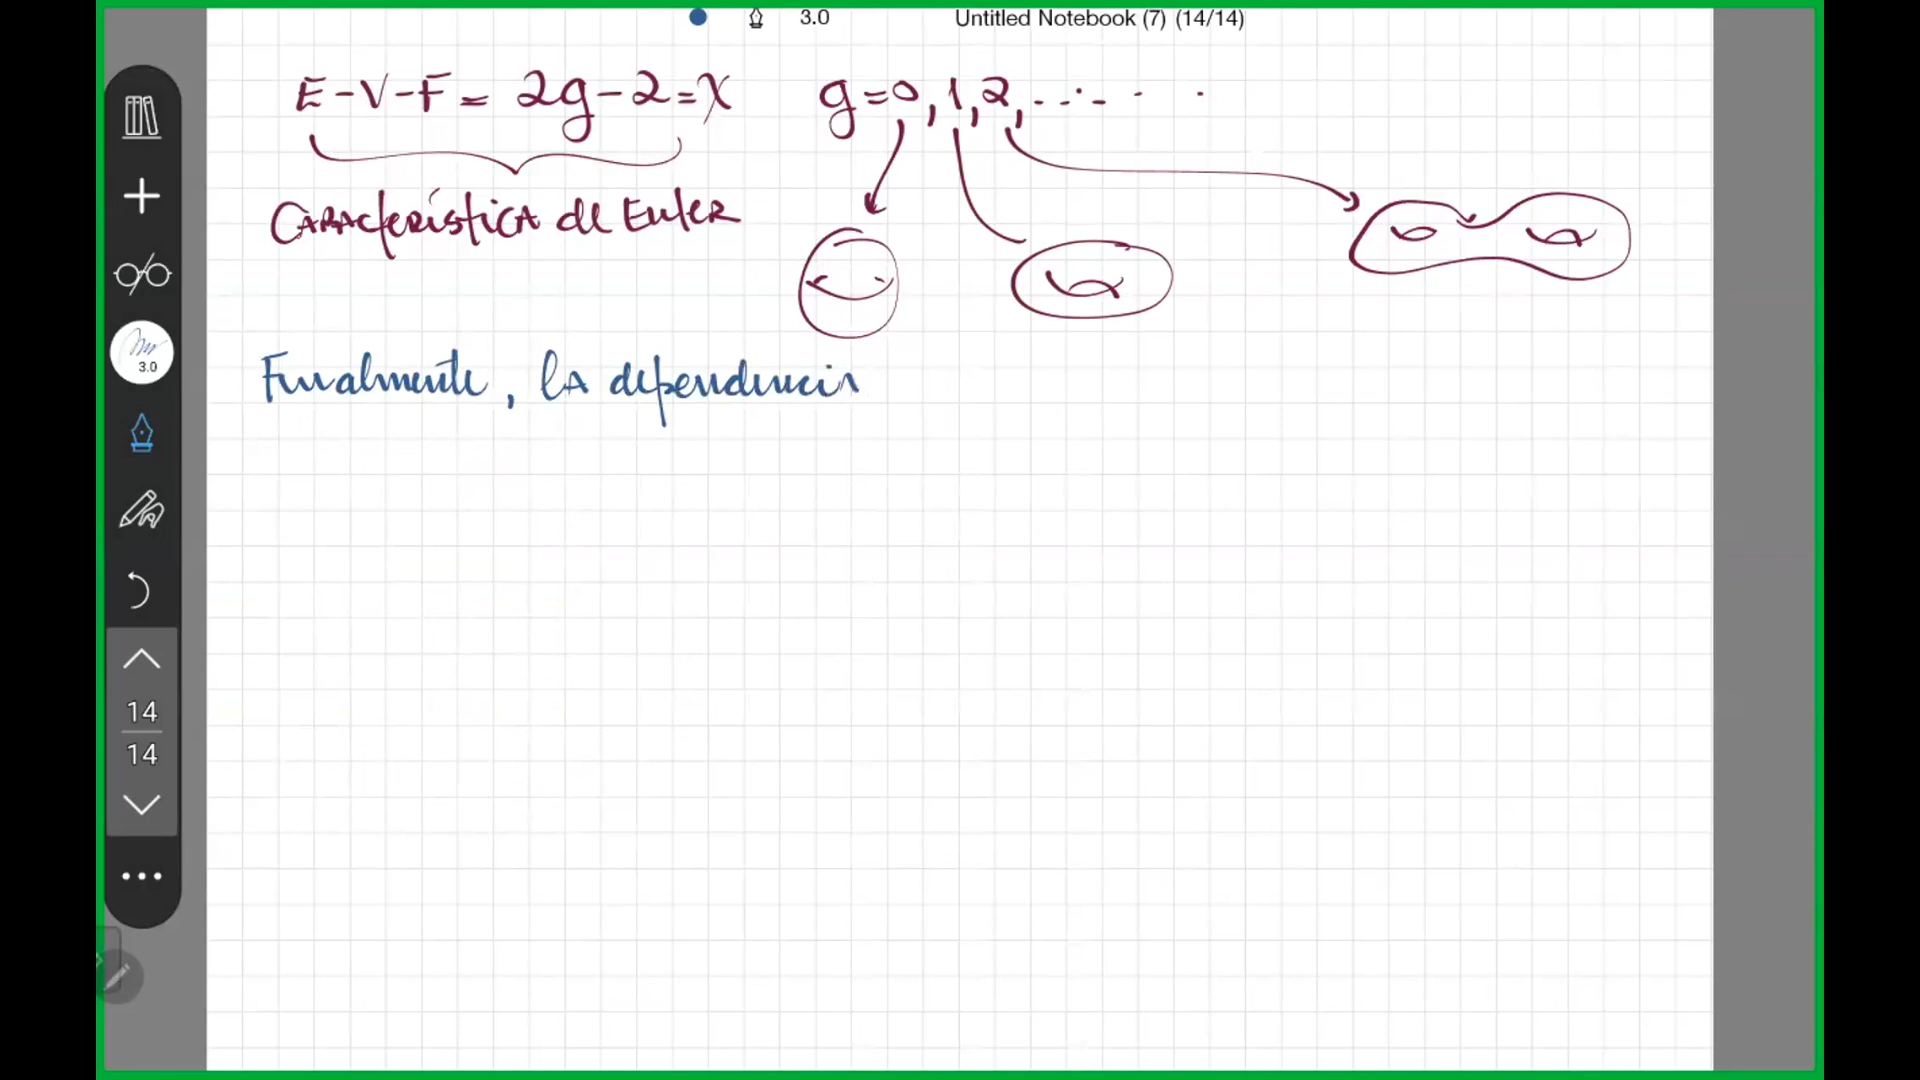 3.0 Untitled Notebook (7) (14/14)
E-V-F = 2g-2 = χ g=0,1,2,.......
Característica de Euler
3.0
Finalmente, la dependencia
14
14